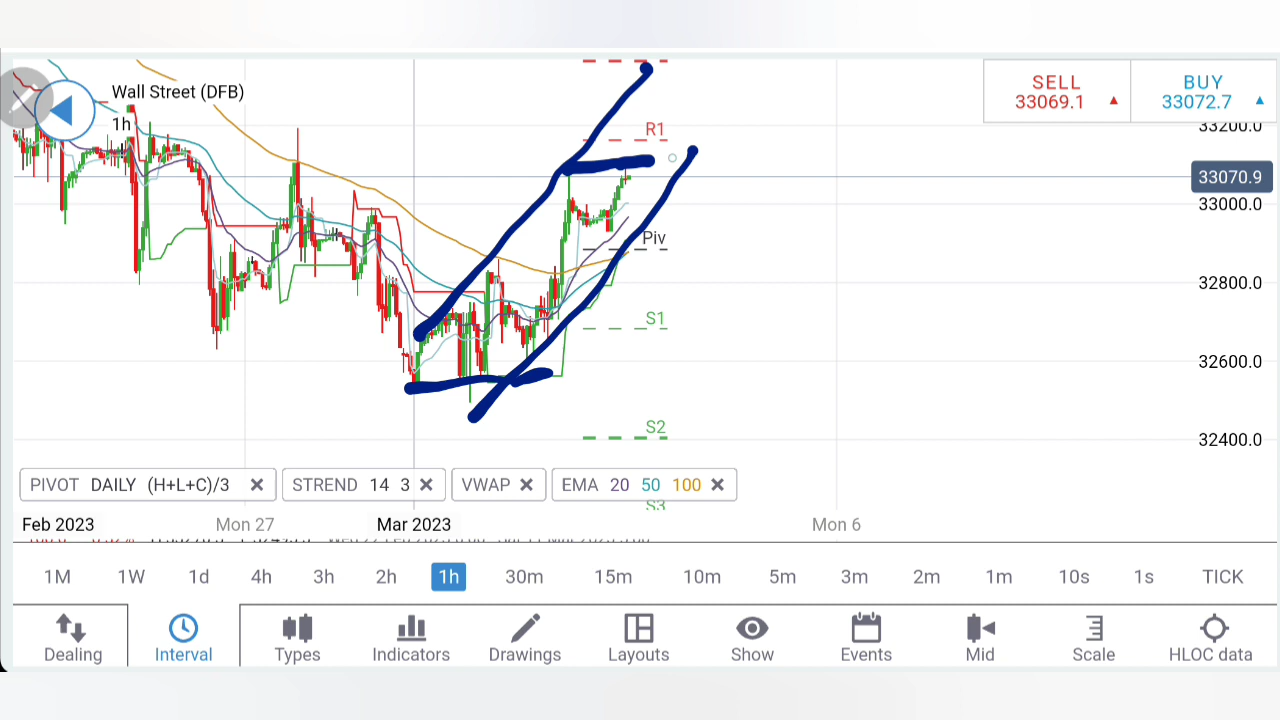 Wall Street (DFB)
1h
SELL
33069.1
BUY
33072.7
33200.0
R1
33070.9
33000.0
Piv
32800.0
S1
32600.0
S2
32400.0
PIVOT DAILY (H+L+C)/3 STREND 14 3 VWAP EMA 20 50 100
S3
Feb 2023 Mon 27 Mar 2023 Mon 6
1M 1W 1d 4h 3h 2h 1h 30m 15m 10m 5m 3m 2m 1m 10s 1s TICK
Dealing Interval Types Indicators Drawings Layouts Show Events Mid Scale HLOC data